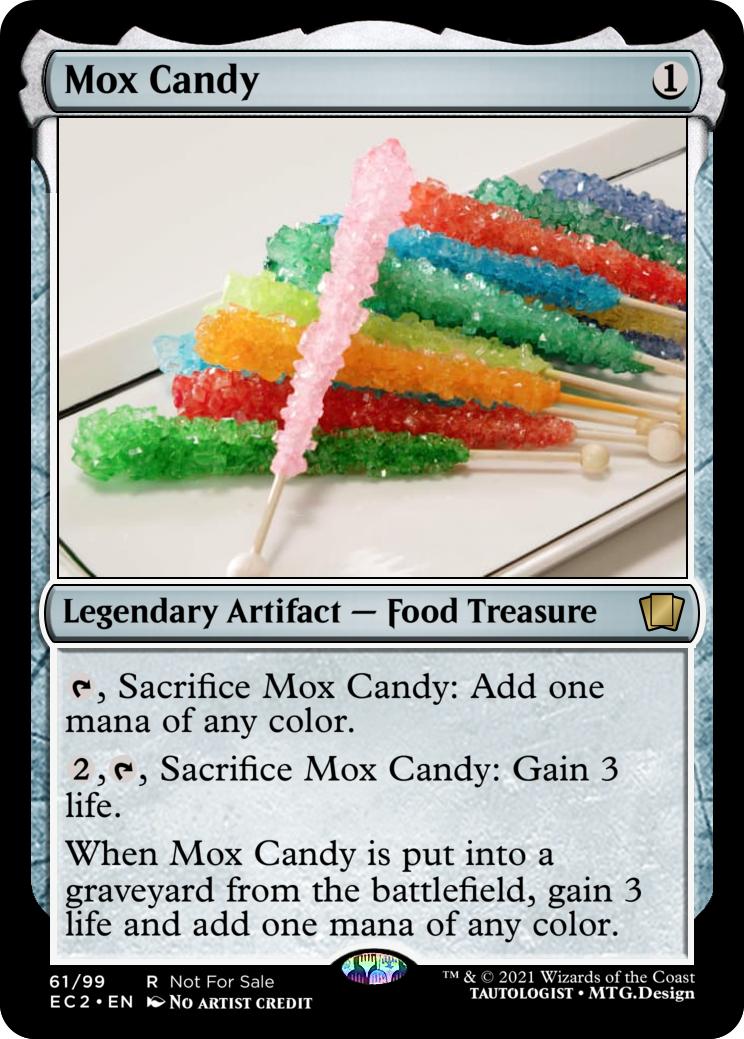 Mox Candy 1
Legendary Artifact — Food Treasure
, Sacrifice Mox Candy: Add one
mana of any color.
2, , Sacrifice Mox Candy: Gain 3
life.
When Mox Candy is put into a
graveyard from the battlefield, gain 3
life and add one mana of any color.
61/99 R Not For Sale
EC2 • EN No artist credit
™ & © 2021 Wizards of the Coast
TAUTOLOGIST • MTG.Design